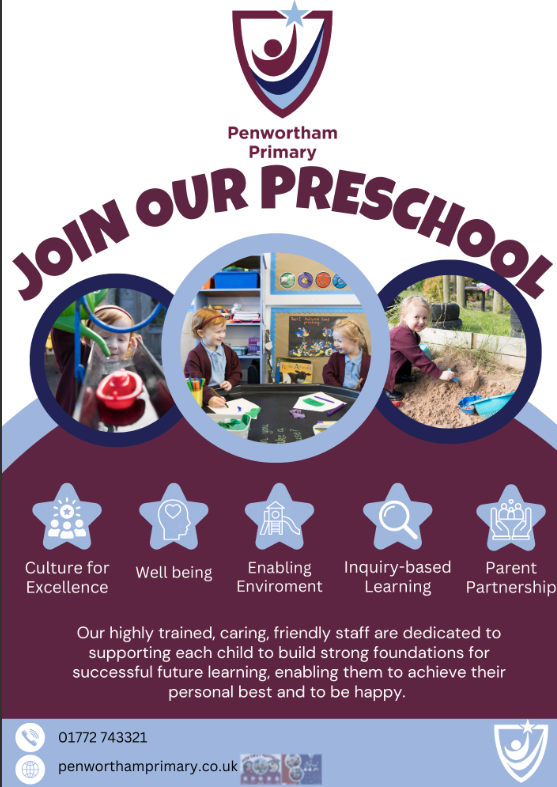 Penwortham
Primary
JOIN OUR PRESCHOOL
Culture for
Excellence
Well being
Enabling
Enviroment
Inquiry-based
Learning
Parent
Partnership
Our highly trained, caring, friendly staff are dedicated to
supporting each child to build strong foundations for
successful future learning, enabling them to achieve their
personal best and to be happy.
01772 743321
penworthamprimary.co.uk